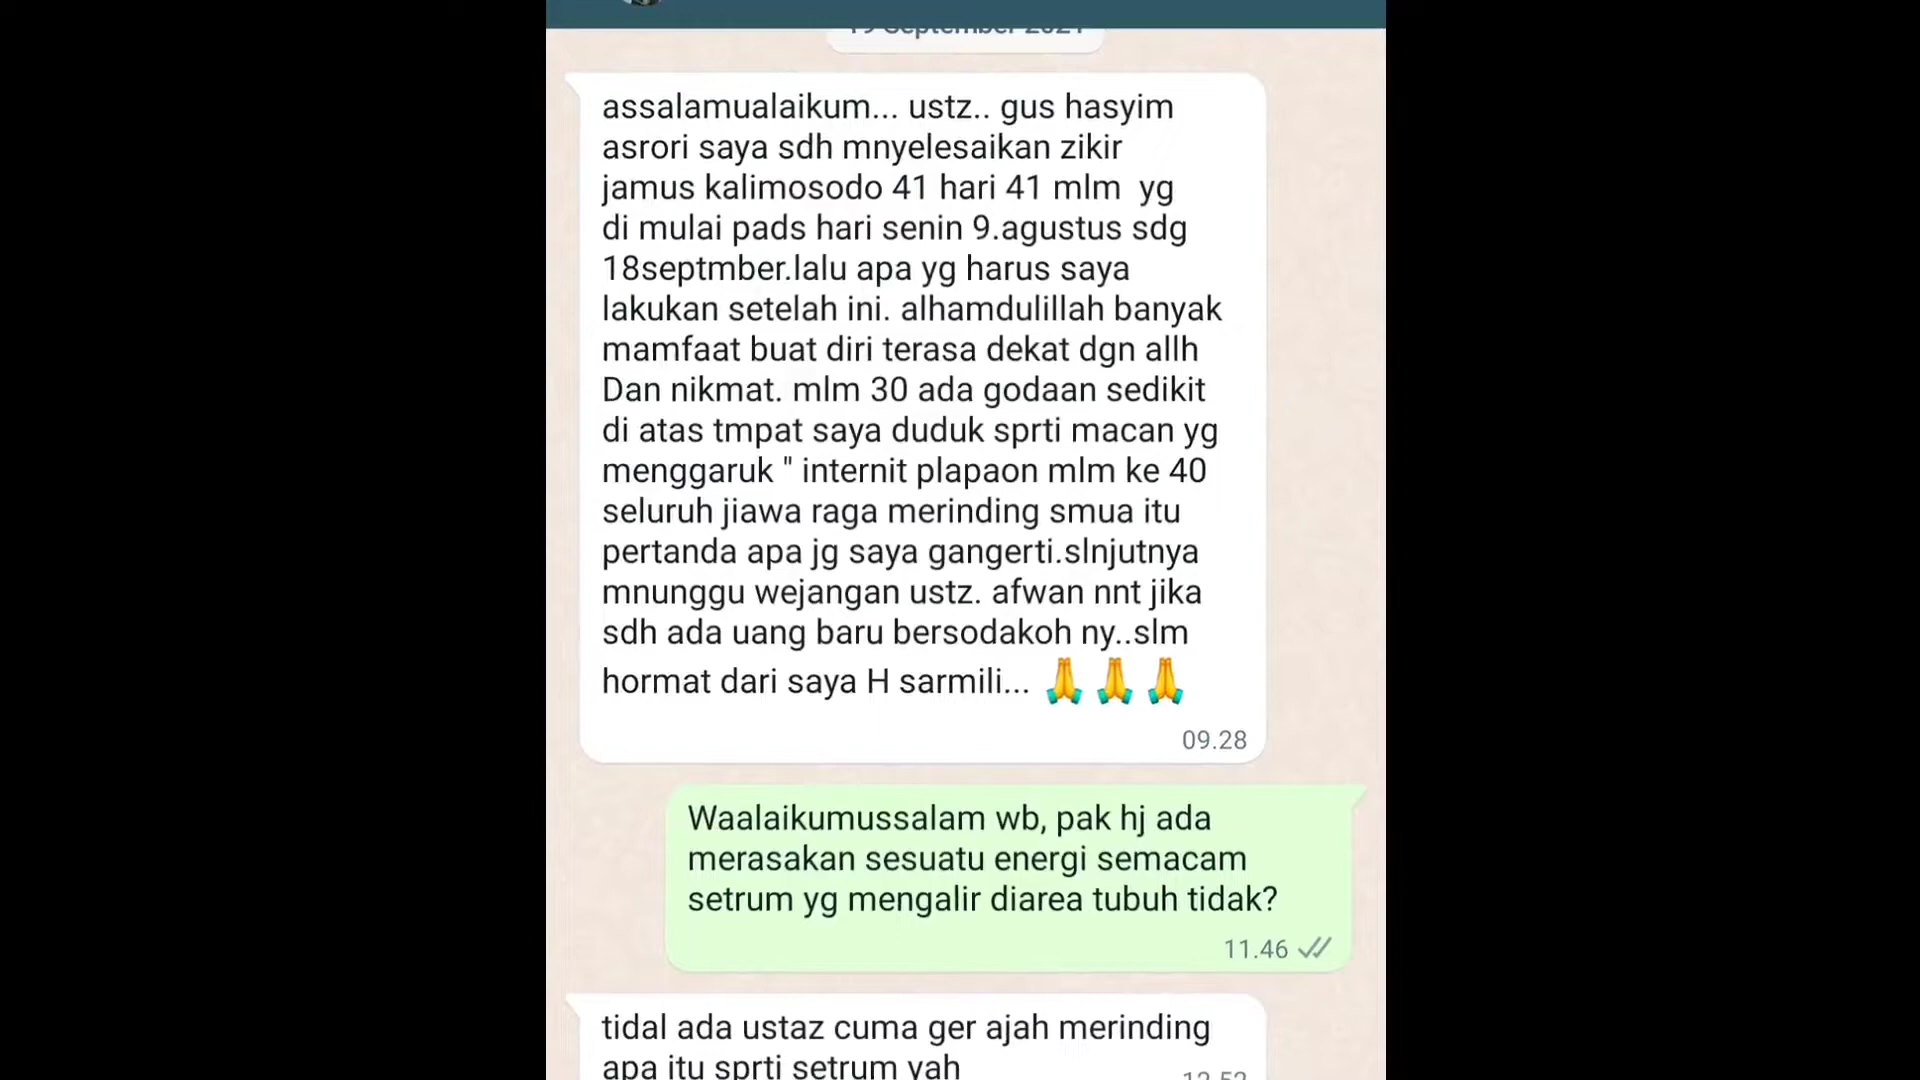 19 September 2021
assalamualaikum... ustz.. gus hasyim
asrori saya sdh mnyelesaikan zikir
jamus kalimosodo 41 hari 41 mlm  yg
di mulai pads hari senin 9.agustus sdg
18septmber.lalu apa yg harus saya
lakukan setelah ini. alhamdulillah banyak
mamfaat buat diri terasa dekat dgn allh
Dan nikmat. mlm 30 ada godaan sedikit
di atas tmpat saya duduk sprti macan yg
menggaruk " internit plapaon mlm ke 40
seluruh jiawa raga merinding smua itu
pertanda apa jg saya gangerti.slnjutnya
mnunggu wejangan ustz. afwan nnt jika
sdh ada uang baru bersodakoh ny..slm
hormat dari saya H sarmili... 🙏🙏🙏
09.28
Waalaikumussalam wb, pak hj ada
merasakan sesuatu energi semacam
setrum yg mengalir diarea tubuh tidak?
11.46
tidal ada ustaz cuma ger ajah merinding
apa itu sprti setrum yah
12.52